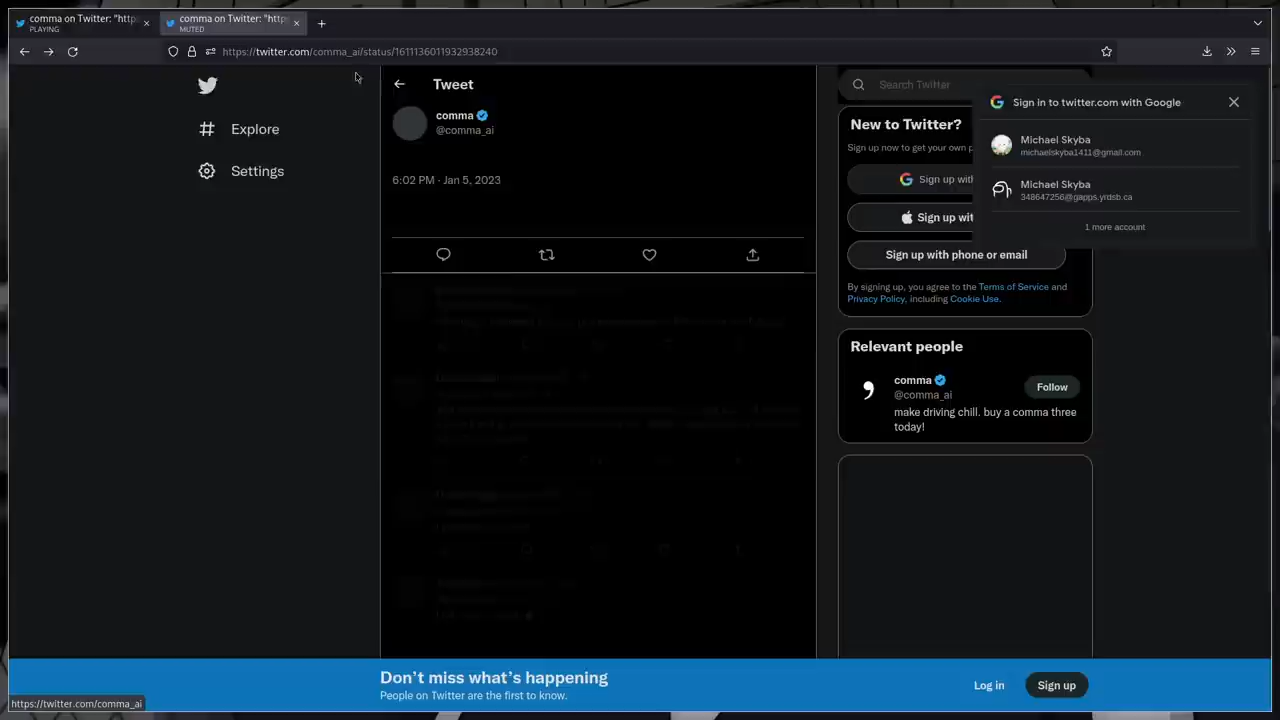 comma on Twitter: "http
PLAYING
comma on Twitter: "http
MUTED
https://twitter.com/comma_ai/status/1611136011932938240
Explore
Settings
Tweet
comma
@comma_ai
6:02 PM · Jan 5, 2023
Search Twitter
New to Twitter?
Sign up now to get your own p
Sign up with
Sign up wit
Sign up with phone or email
By signing up, you agree to the Terms of Service and
Privacy Policy, including Cookie Use.
Sign in to twitter.com with Google
Michael Skyba
michaelskyba1411@gmail.com
Michael Skyba
348647256@gapps.yrdsb.ca
1 more account
Relevant people
comma
@comma_ai
Follow
make driving chill. buy a comma three
today!
Don't miss what's happening
People on Twitter are the first to know.
Log in
Sign up
https://twitter.com/comma_ai